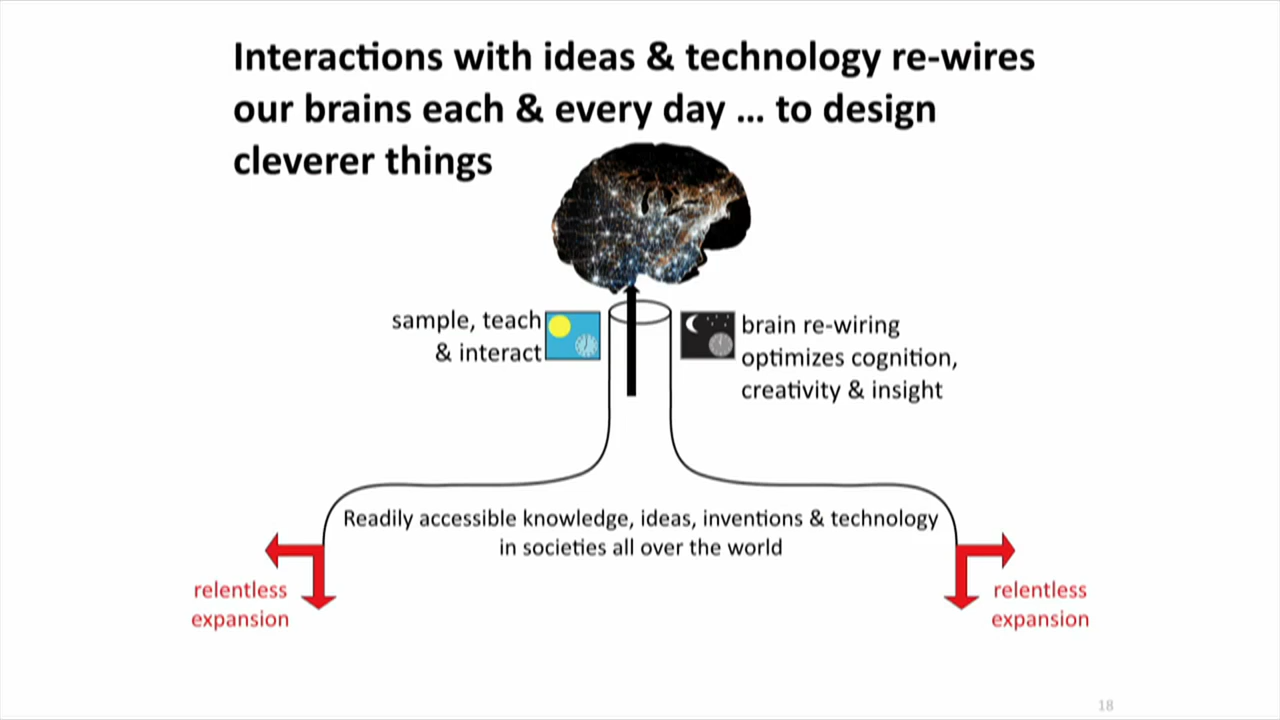 Interactions with ideas & technology re-wires
our brains each & every day ... to design
cleverer things
sample, teach
& interact
brain re-wiring
optimizes cognition,
creativity & insight
Readily accessible knowledge, ideas, inventions & technology
in societies all over the world
relentless
expansion
relentless
expansion
18